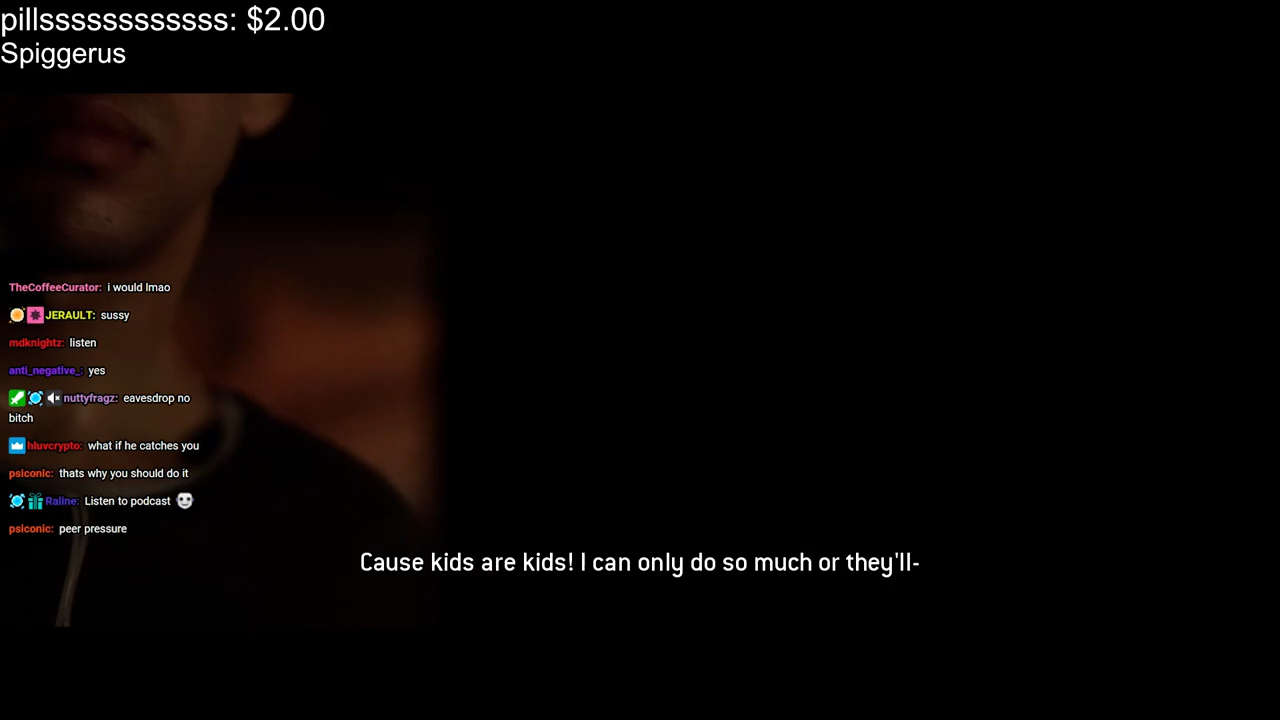 pillsssssssssssss: $2.00
Spiggerus
TheCoffeeCurator: i would lmao
JERAULT: sussy
mdknightz: listen
anti_negative_: yes
nuttyfragz: eavesdrop no
bitch
hluvcrypto: what if he catches you
psiconic: thats why you should do it
Raline: Listen to podcast
psiconic: peer pressure
Cause kids are kids! I can only do so much or they'll-